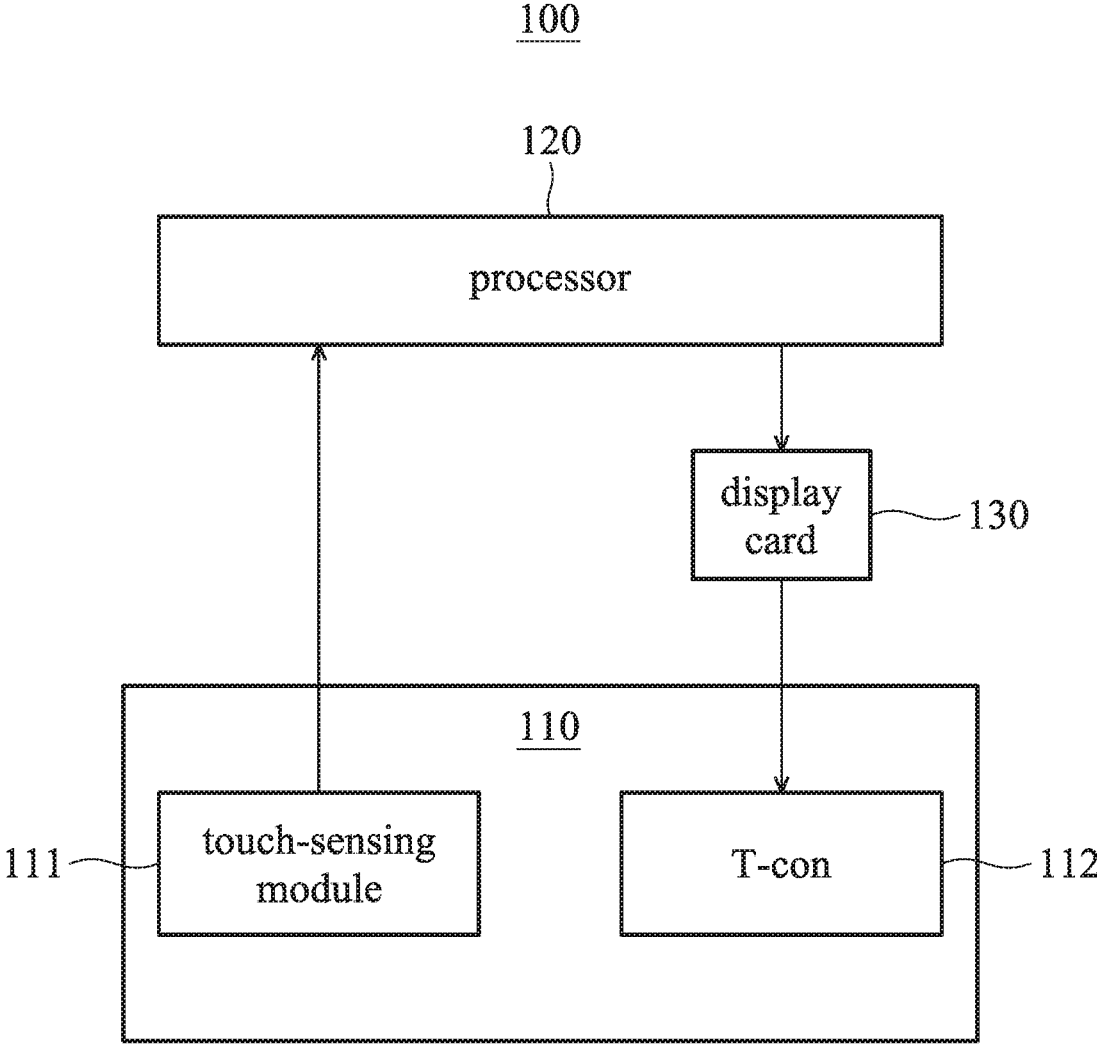 100
120
processor
display
card
130
110
touch-sensing
module
111
T-con
112